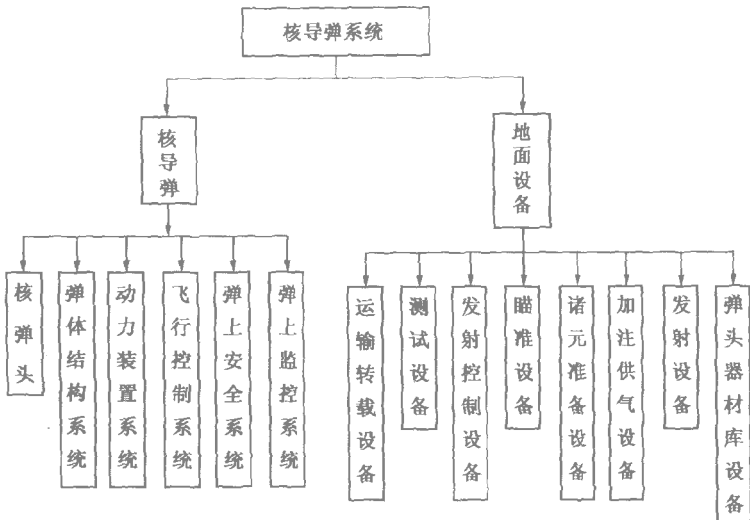 核导弹系统
核导弹
地面设备
核弹头
弹体结构系统
动力装置系统
飞行控制系统
弹上安全系统
弹上监控系统
运输转载设备
测试设备
发射控制设备
瞄准设备
诸元准备设备
加注供气设备
发射设备
弹头器材库设备